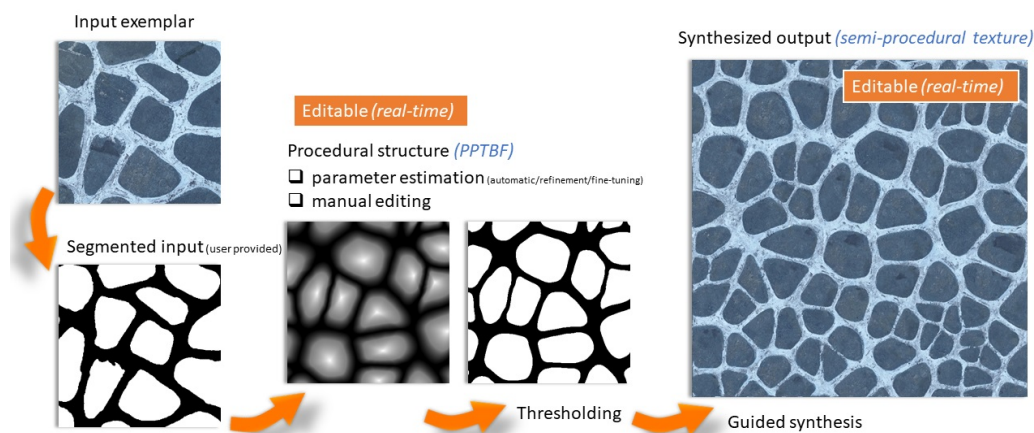 Input exemplar
Segmented input (user provided)
Editable (real-time)
Procedural structure (PPTBF)
❑ parameter estimation (automatic/refinement/fine-tuning)
❑ manual editing
Thresholding
Synthesized output (semi-procedural texture)
Editable (real-time)
Guided synthesis